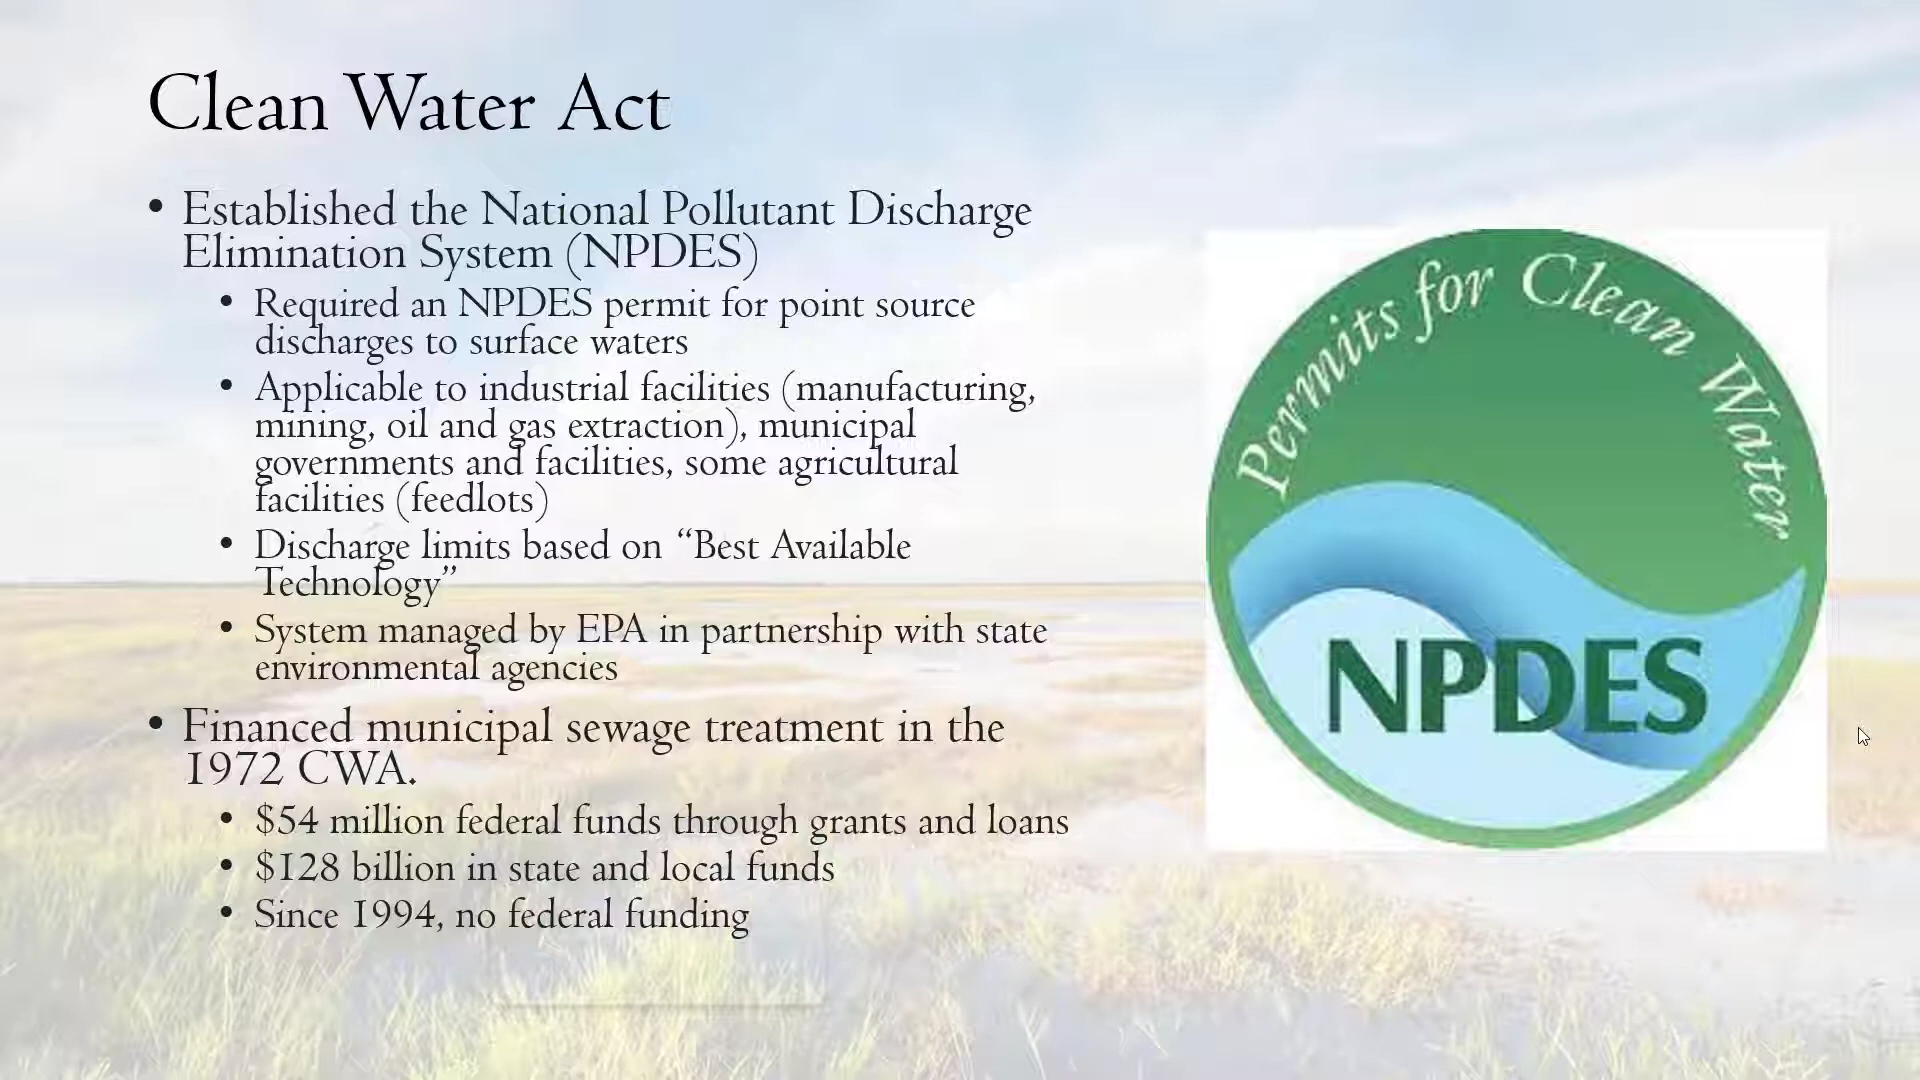 Clean Water Act
• Established the National Pollutant Discharge
Elimination System (NPDES)
• Required an NPDES permit for point source
discharges to surface waters
• Applicable to industrial facilities (manufacturing,
mining, oil and gas extraction), municipal
governments and facilities, some agricultural
facilities (feedlots)
• Discharge limits based on “Best Available
Technology”
• System managed by EPA in partnership with state
environmental agencies
• Financed municipal sewage treatment in the
1972 CWA.
• $54 million federal funds through grants and loans
• $128 billion in state and local funds
• Since 1994, no federal funding
Permits for Clean Water
NPDES